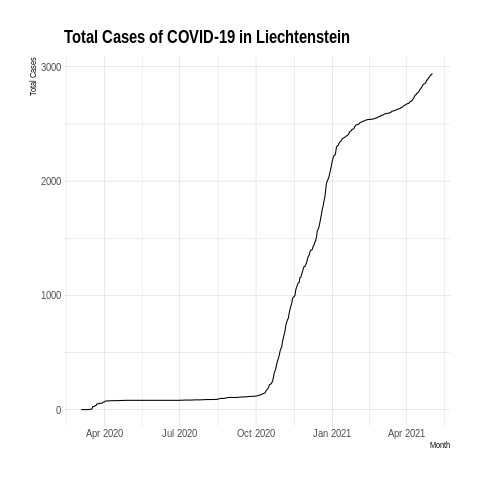 Total Cases of COVID-19 in Liechtenstein
Total Cases
3000
2000
1000
0
Apr 2020 Jul 2020 Oct 2020 Jan 2021 Apr 2021
Month